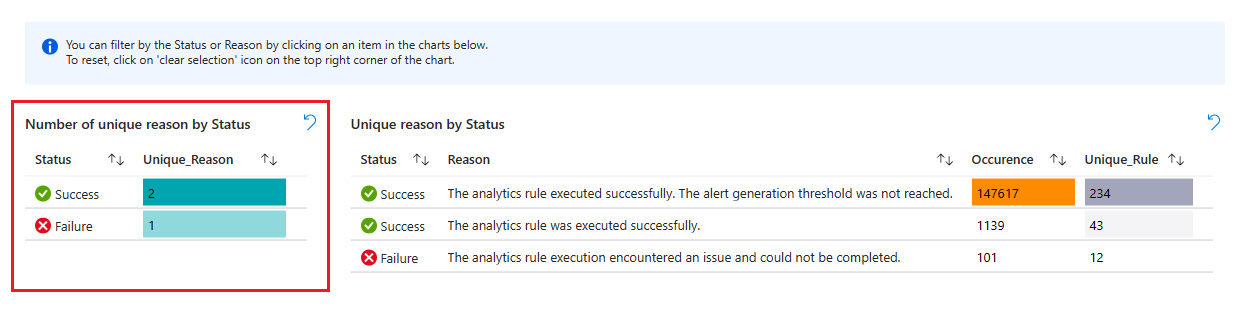 You can filter by the Status or Reason by clicking on an item in the charts below.
To reset, click on 'clear selection' icon on the top right corner of the chart.
Number of unique reason by Status
Status Unique_Reason
Success 2
Failure 1
Unique reason by Status
Status Reason Occurence Unique_Rule
Success The analytics rule executed successfully. The alert generation threshold was not reached. 147617 234
Success The analytics rule was executed successfully. 1139 43
Failure The analytics rule execution encountered an issue and could not be completed. 101 12